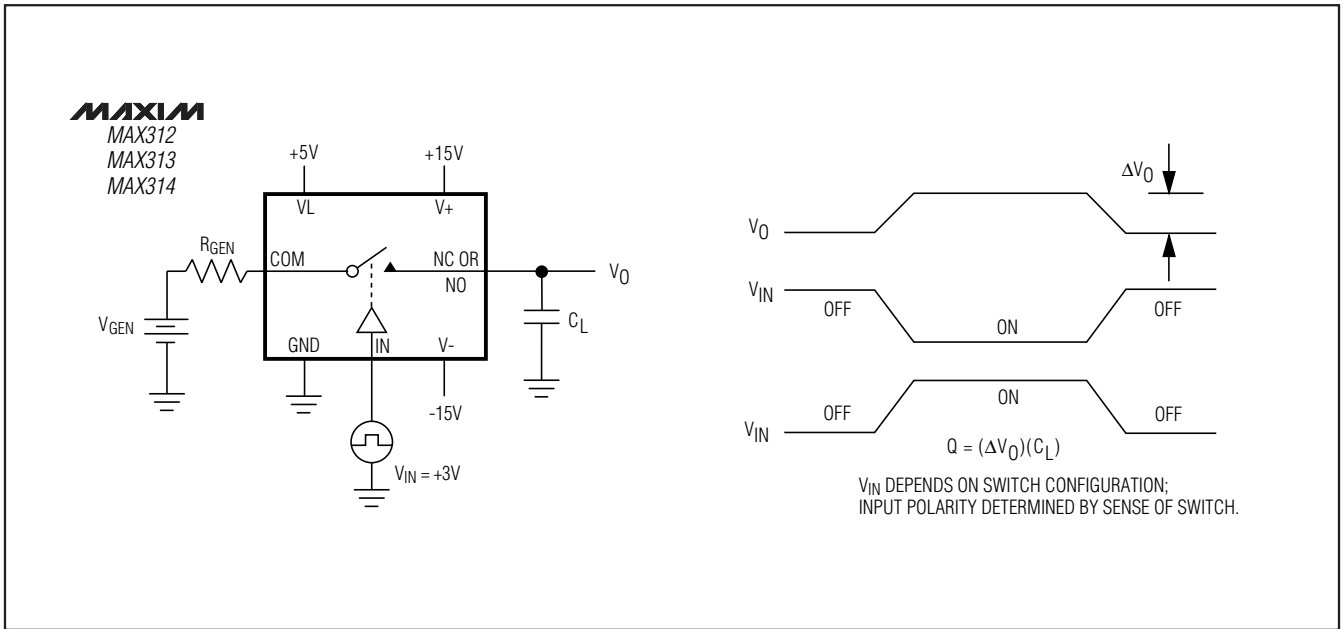 MAXIM
MAX312
MAX313
MAX314
+5V
+15V
VL
V+
RGEN
COM
NC OR
NO
VO
VGEN
CL
GND
IN
V-
-15V
VIN = +3V
ΔVO
VO
VIN
OFF
ON
OFF
VIN
OFF
ON
OFF
Q = (ΔVO)(CL)
VIN DEPENDS ON SWITCH CONFIGURATION;
INPUT POLARITY DETERMINED BY SENSE OF SWITCH.